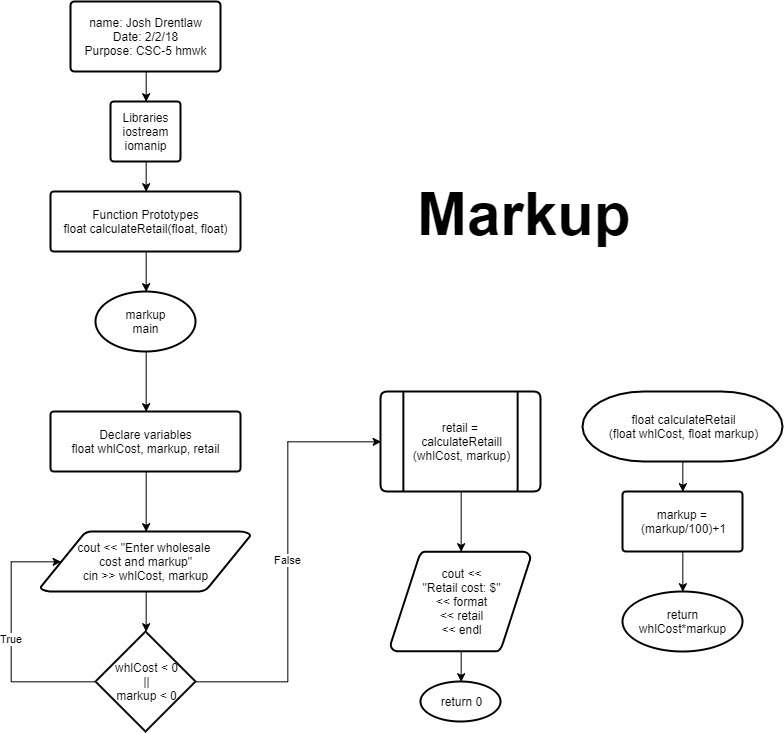 name: Josh Drentlaw
Date: 2/2/18
Purpose: CSC-5 hmwk
Libraries
iostream
iomanip
Function Prototypes
float calculateRetail(float, float)
Markup
markup
main
Declare variables
float whlCost, markup, retail
cout << "Enter wholesale
cost and markup"
cin >> whlCost, markup
True
whlCost < 0
||
markup < 0
False
retail =
calculateRetaill
(whlCost, markup)
cout <<
"Retail cost: $"
<< format
<< retail
<< endl
return 0
float calculateRetail
(float whlCost, float markup)
markup =
(markup/100)+1
return
whlCost*markup